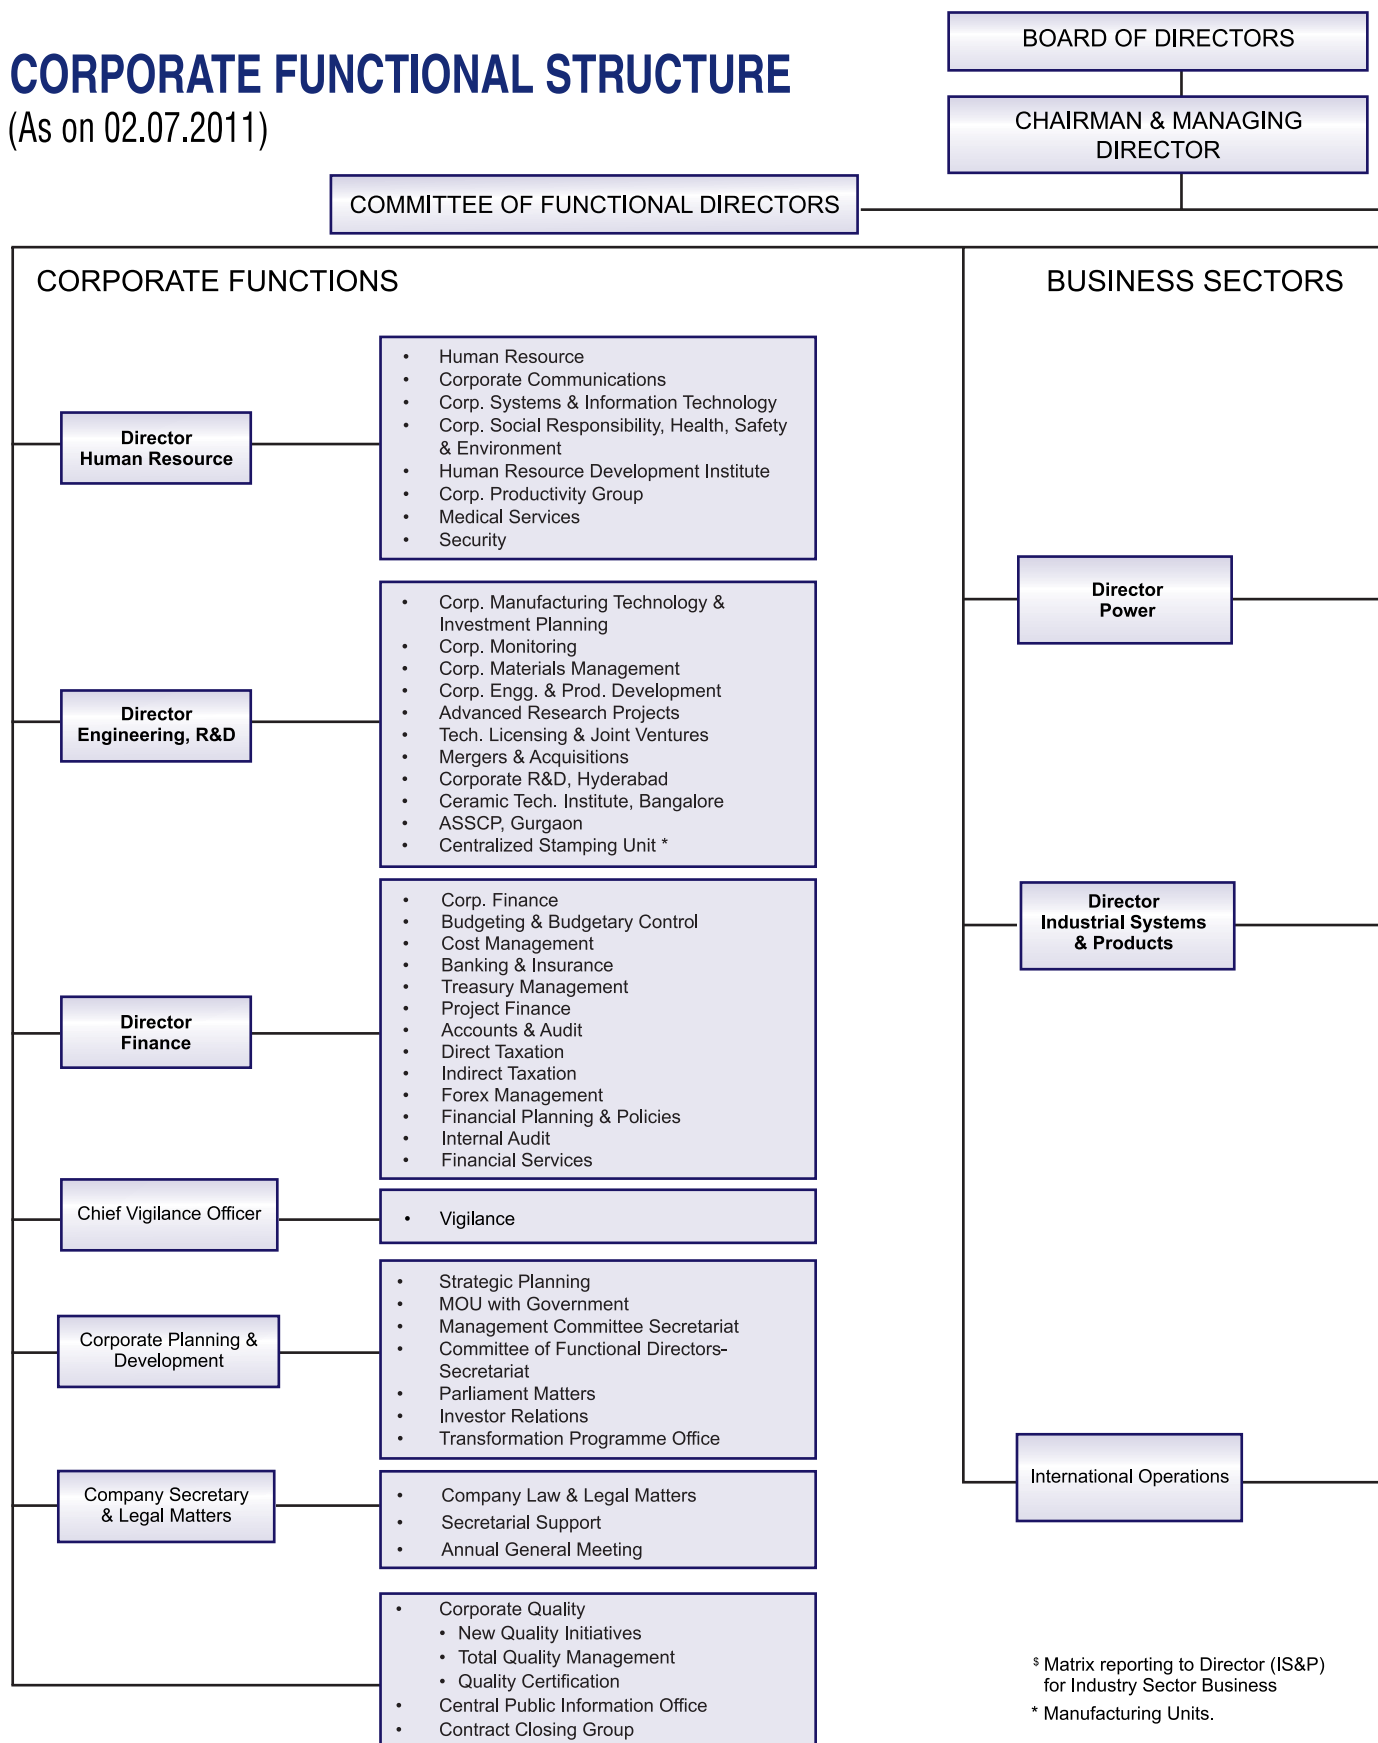 CORPORATE FUNCTIONAL STRUCTURE
(As on 02.07.2011)
BOARD OF DIRECTORS
CHAIRMAN & MANAGING
DIRECTOR
COMMITTEE OF FUNCTIONAL DIRECTORS
CORPORATE FUNCTIONS
Director
Human Resource
• Human Resource
• Corporate Communications
• Corp. Systems & Information Technology
• Corp. Social Responsibility, Health, Safety
& Environment
• Human Resource Development Institute
• Corp. Productivity Group
• Medical Services
• Security
Director
Engineering, R&D
• Corp. Manufacturing Technology &
Investment Planning
• Corp. Monitoring
• Corp. Materials Management
• Corp. Engg. & Prod. Development
• Advanced Research Projects
• Tech. Licensing & Joint Ventures
• Mergers & Acquisitions
• Corporate R&D, Hyderabad
• Ceramic Tech. Institute, Bangalore
• ASSCP, Gurgaon
• Centralized Stamping Unit *
Director
Finance
• Corp. Finance
• Budgeting & Budgetary Control
• Cost Management
• Banking & Insurance
• Treasury Management
• Project Finance
• Accounts & Audit
• Direct Taxation
• Indirect Taxation
• Forex Management
• Financial Planning & Policies
• Internal Audit
• Financial Services
Chief Vigilance Officer
• Vigilance
Corporate Planning &
Development
• Strategic Planning
• MOU with Government
• Management Committee Secretariat
• Committee of Functional Directors-
Secretariat
• Parliament Matters
• Investor Relations
• Transformation Programme Office
Company Secretary
& Legal Matters
• Company Law & Legal Matters
• Secretarial Support
• Annual General Meeting
• Corporate Quality
• New Quality Initiatives
• Total Quality Management
• Quality Certification
• Central Public Information Office
• Contract Closing Group
BUSINESS SECTORS
Director
Power
Director
Industrial Systems
& Products
International Operations
$ Matrix reporting to Director (IS&P)
for Industry Sector Business
* Manufacturing Units.